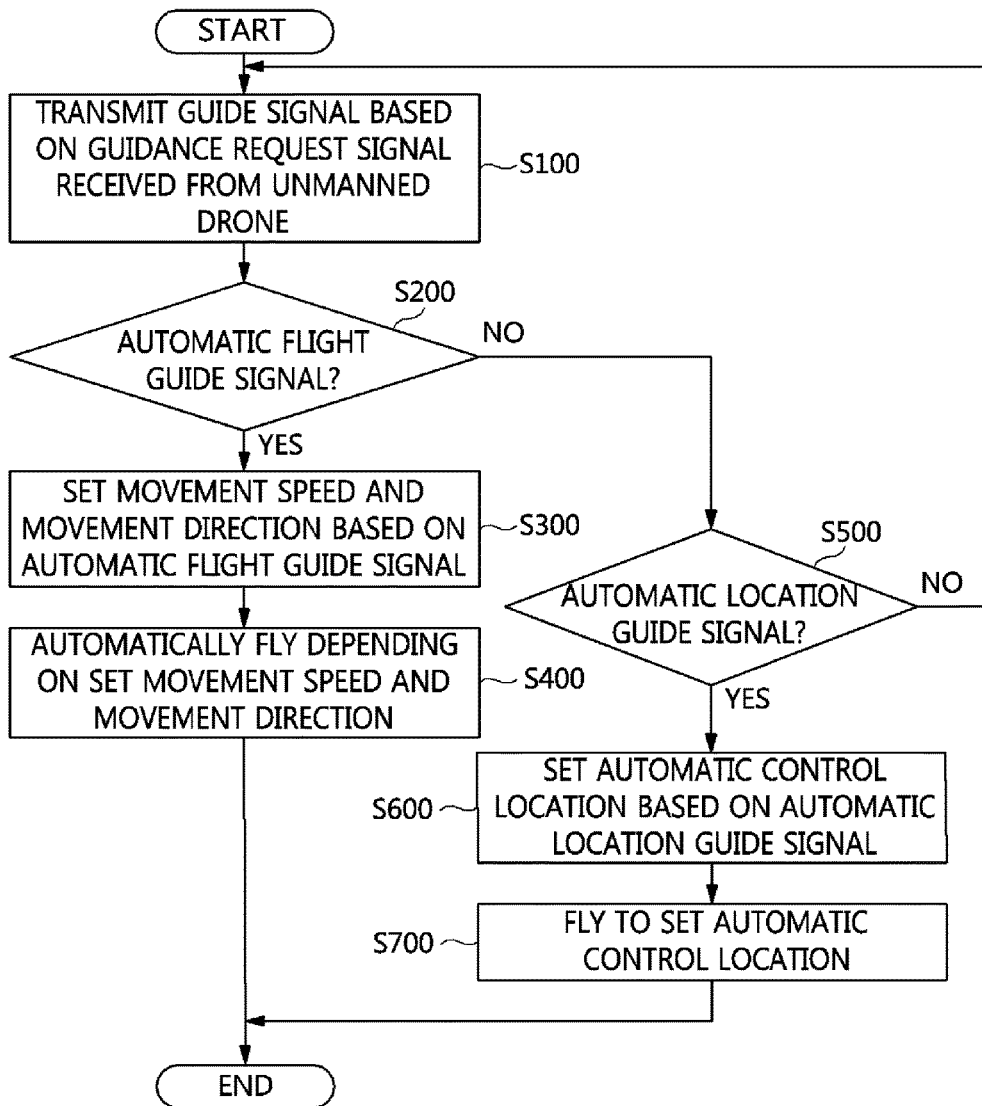 START
TRANSMIT GUIDE SIGNAL BASED
ON GUIDANCE REQUEST SIGNAL
RECEIVED FROM UNMANNED
DRONE
S100
S200
AUTOMATIC FLIGHT
GUIDE SIGNAL?
NO
YES
SET MOVEMENT SPEED AND
MOVEMENT DIRECTION BASED ON
AUTOMATIC FLIGHT GUIDE SIGNAL
S300
AUTOMATICALLY FLY DEPENDING
ON SET MOVEMENT SPEED AND
MOVEMENT DIRECTION
S400
S500
AUTOMATIC LOCATION
GUIDE SIGNAL?
NO
YES
SET AUTOMATIC CONTROL
LOCATION BASED ON AUTOMATIC
LOCATION GUIDE SIGNAL
S600
FLY TO SET AUTOMATIC
CONTROL LOCATION
S700
END